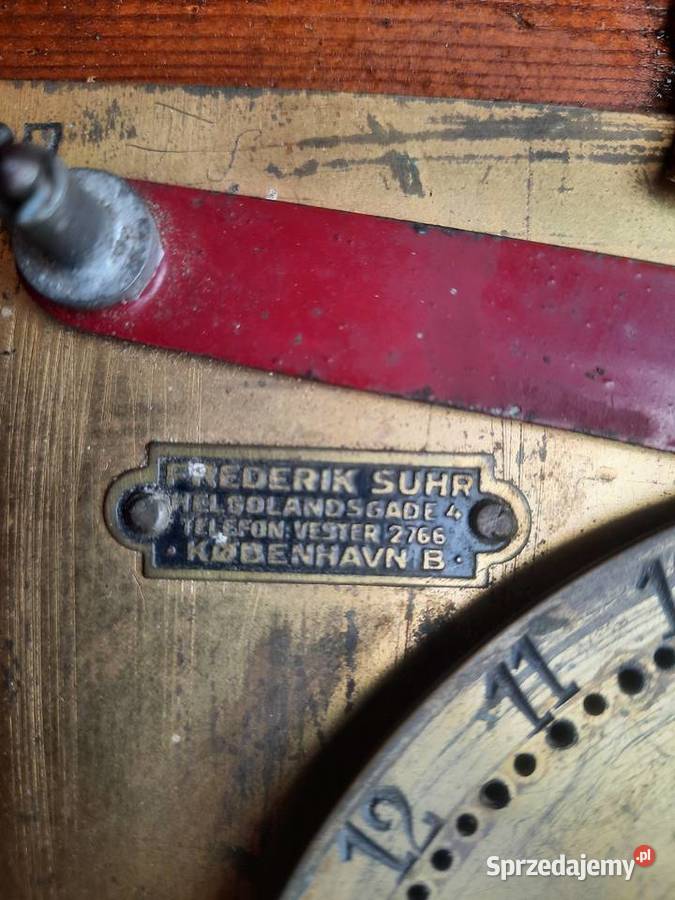 FREDERIK SUHR
HELGOLANDSGADE 4
TELEFON: VESTER 2766
· KØBENHAVN B ·
11
12
Sprzedajemy.pl